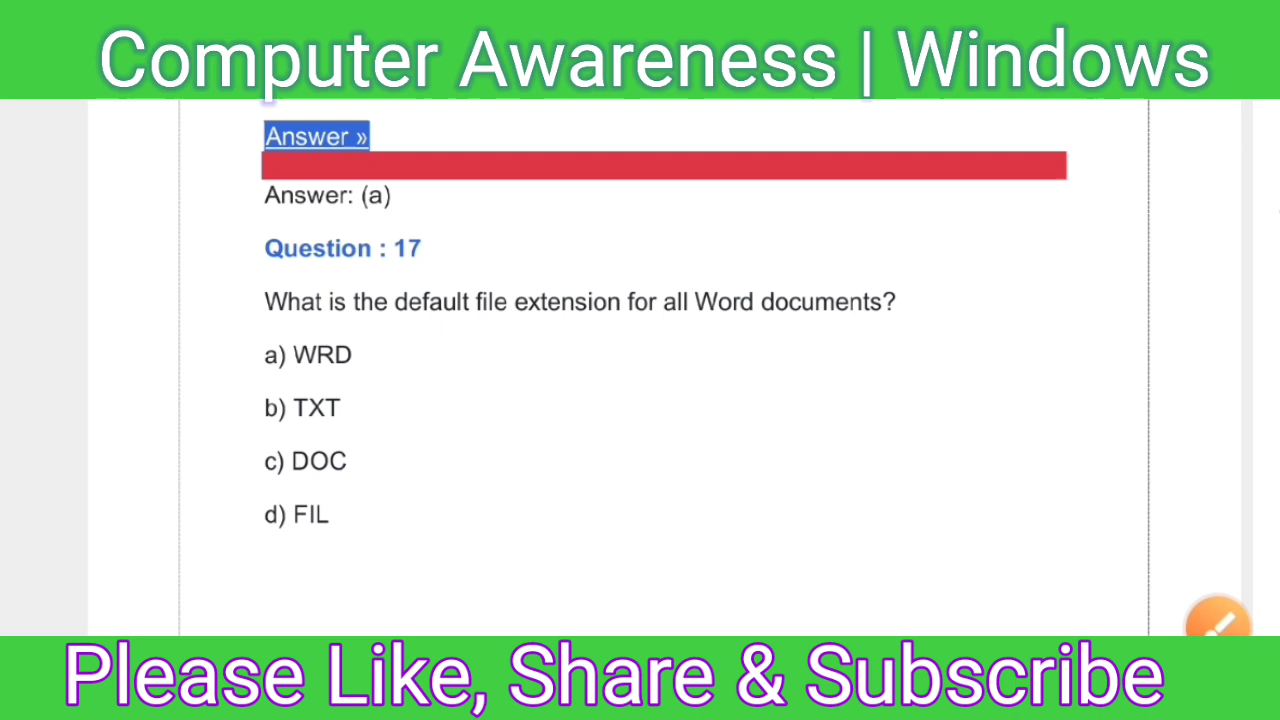 Computer Awareness | Windows
Answer »
Answer: (a)
Question : 17
What is the default file extension for all Word documents?
a) WRD
b) TXT
c) DOC
d) FIL
Please Like, Share & Subscribe